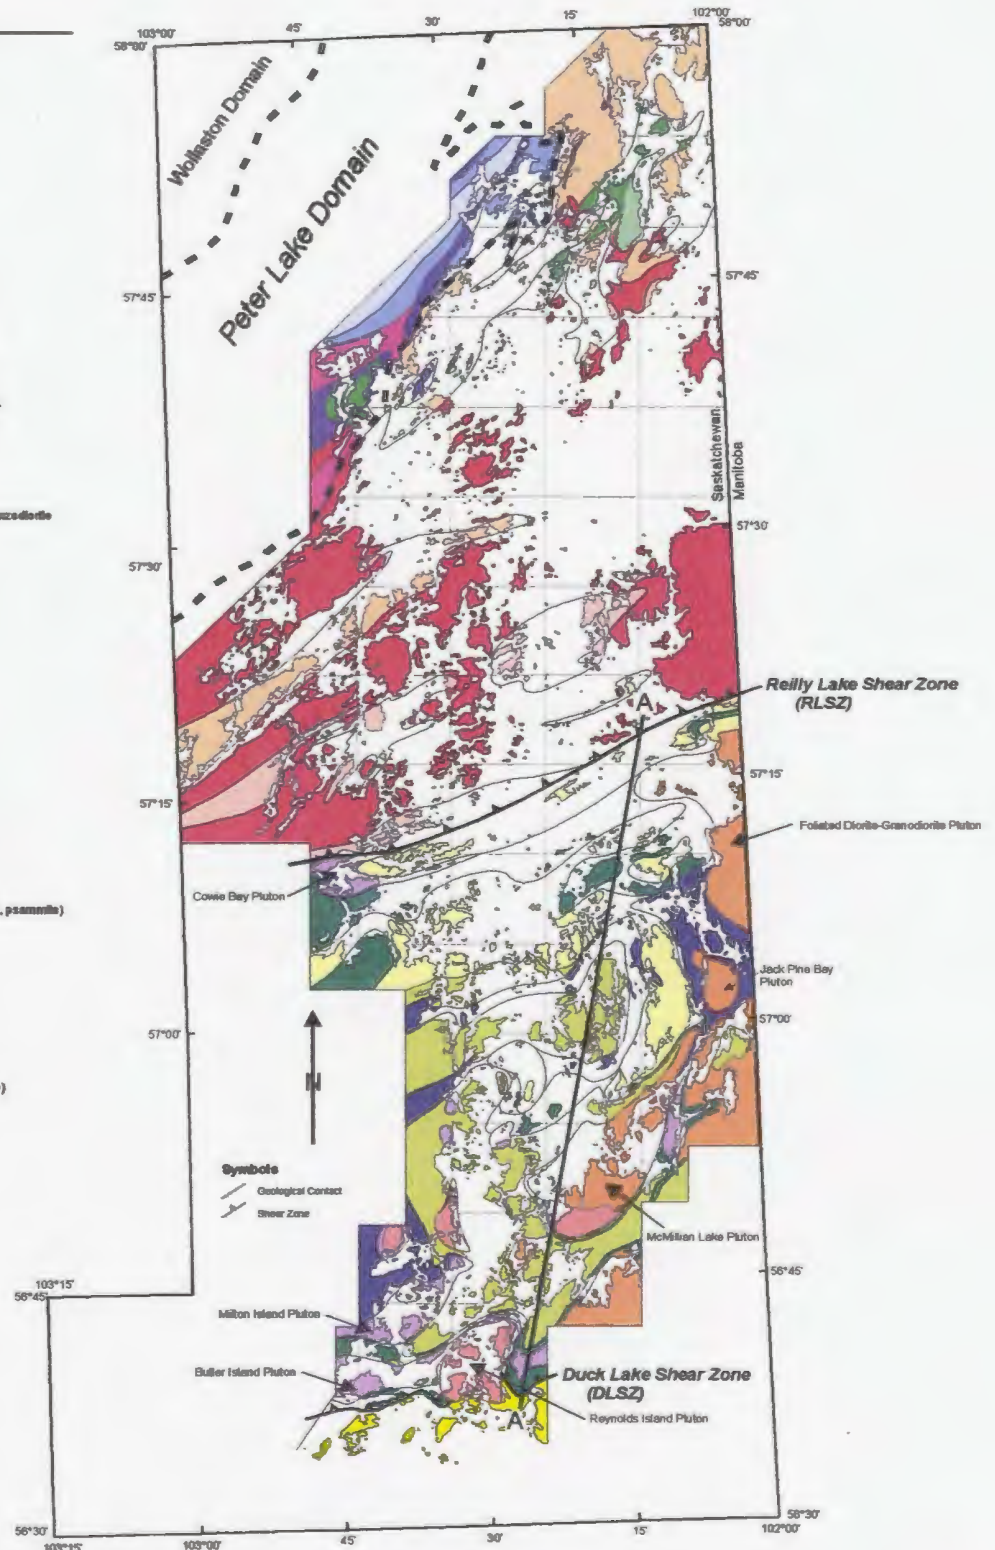 102°00'
103°00'
45'
30'
15'
58°00'
58°00'
Wollaston Domain
Peter Lake Domain
57°45'
57°45'
Saskatchewan
Manitoba
57°30'
57°30'
Reilly Lake Shear Zone
(RLSZ)
A
57°15'
57°15'
Foliated Diorite-Granodiorite Pluton
Cowie Bay Pluton
, psammite)
Jack Pine Bay
Pluton
57°00'
57°00'
N
Symbols
Geological Contact
Shear Zone
McMillan Lake Pluton
56°45'
103°15'
56°45'
Milton Island Pluton
Butler Island Pluton
Duck Lake Shear Zone
(DLSZ)
Reynolds Island Pluton
A
56°30'
56°30'
103°15'
103°00'
45'
30'
15'
102°00'